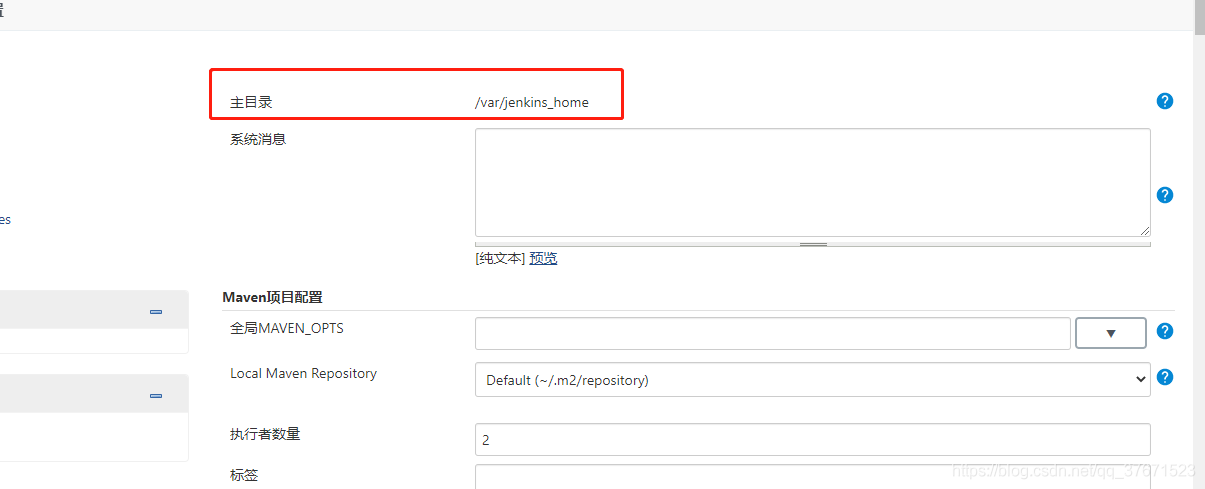 置
主目录 /var/jenkins_home
系统消息
es
[纯文本] 预览
Maven项目配置
全局MAVEN_OPTS
Local Maven Repository Default (~/.m2/repository)
执行者数量 2
标签
https://blog.csdn.net/qq_37671523